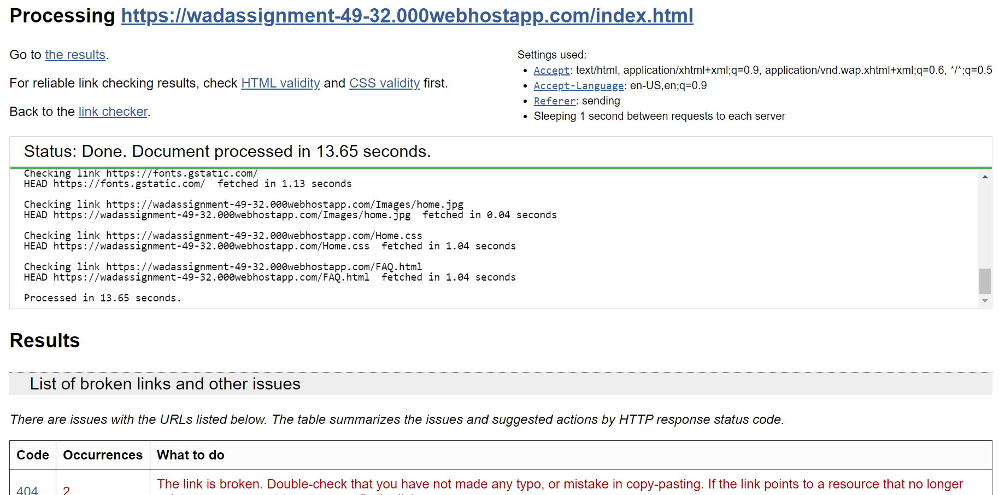 Processing https://wadassignment-49-32.000webhostapp.com/index.html
Go to the results.
For reliable link checking results, check HTML validity and CSS validity first.
Back to the link checker.
Settings used:
• Accept: text/html, application/xhtml+xml;q=0.9, application/vnd.wap.xhtml+xml;q=0.6, */*;q=0.5
• Accept-Language: en-US,en;q=0.9
• Referer: sending
• Sleeping 1 second between requests to each server
Status: Done. Document processed in 13.65 seconds.
Checking link https://fonts.gstatic.com/
HEAD https://fonts.gstatic.com/  fetched in 1.13 seconds
Checking link https://wadassignment-49-32.000webhostapp.com/Images/home.jpg
HEAD https://wadassignment-49-32.000webhostapp.com/Images/home.jpg  fetched in 0.04 seconds
Checking link https://wadassignment-49-32.000webhostapp.com/Home.css
HEAD https://wadassignment-49-32.000webhostapp.com/Home.css  fetched in 1.04 seconds
Checking link https://wadassignment-49-32.000webhostapp.com/FAQ.html
HEAD https://wadassignment-49-32.000webhostapp.com/FAQ.html  fetched in 1.04 seconds
Processed in 13.65 seconds.
Results
List of broken links and other issues
There are issues with the URLs listed below. The table summarizes the issues and suggested actions by HTTP response status code.
Code Occurrences What to do
404 2 The link is broken. Double-check that you have not made any typo, or mistake in copy-pasting. If the link points to a resource that no longer